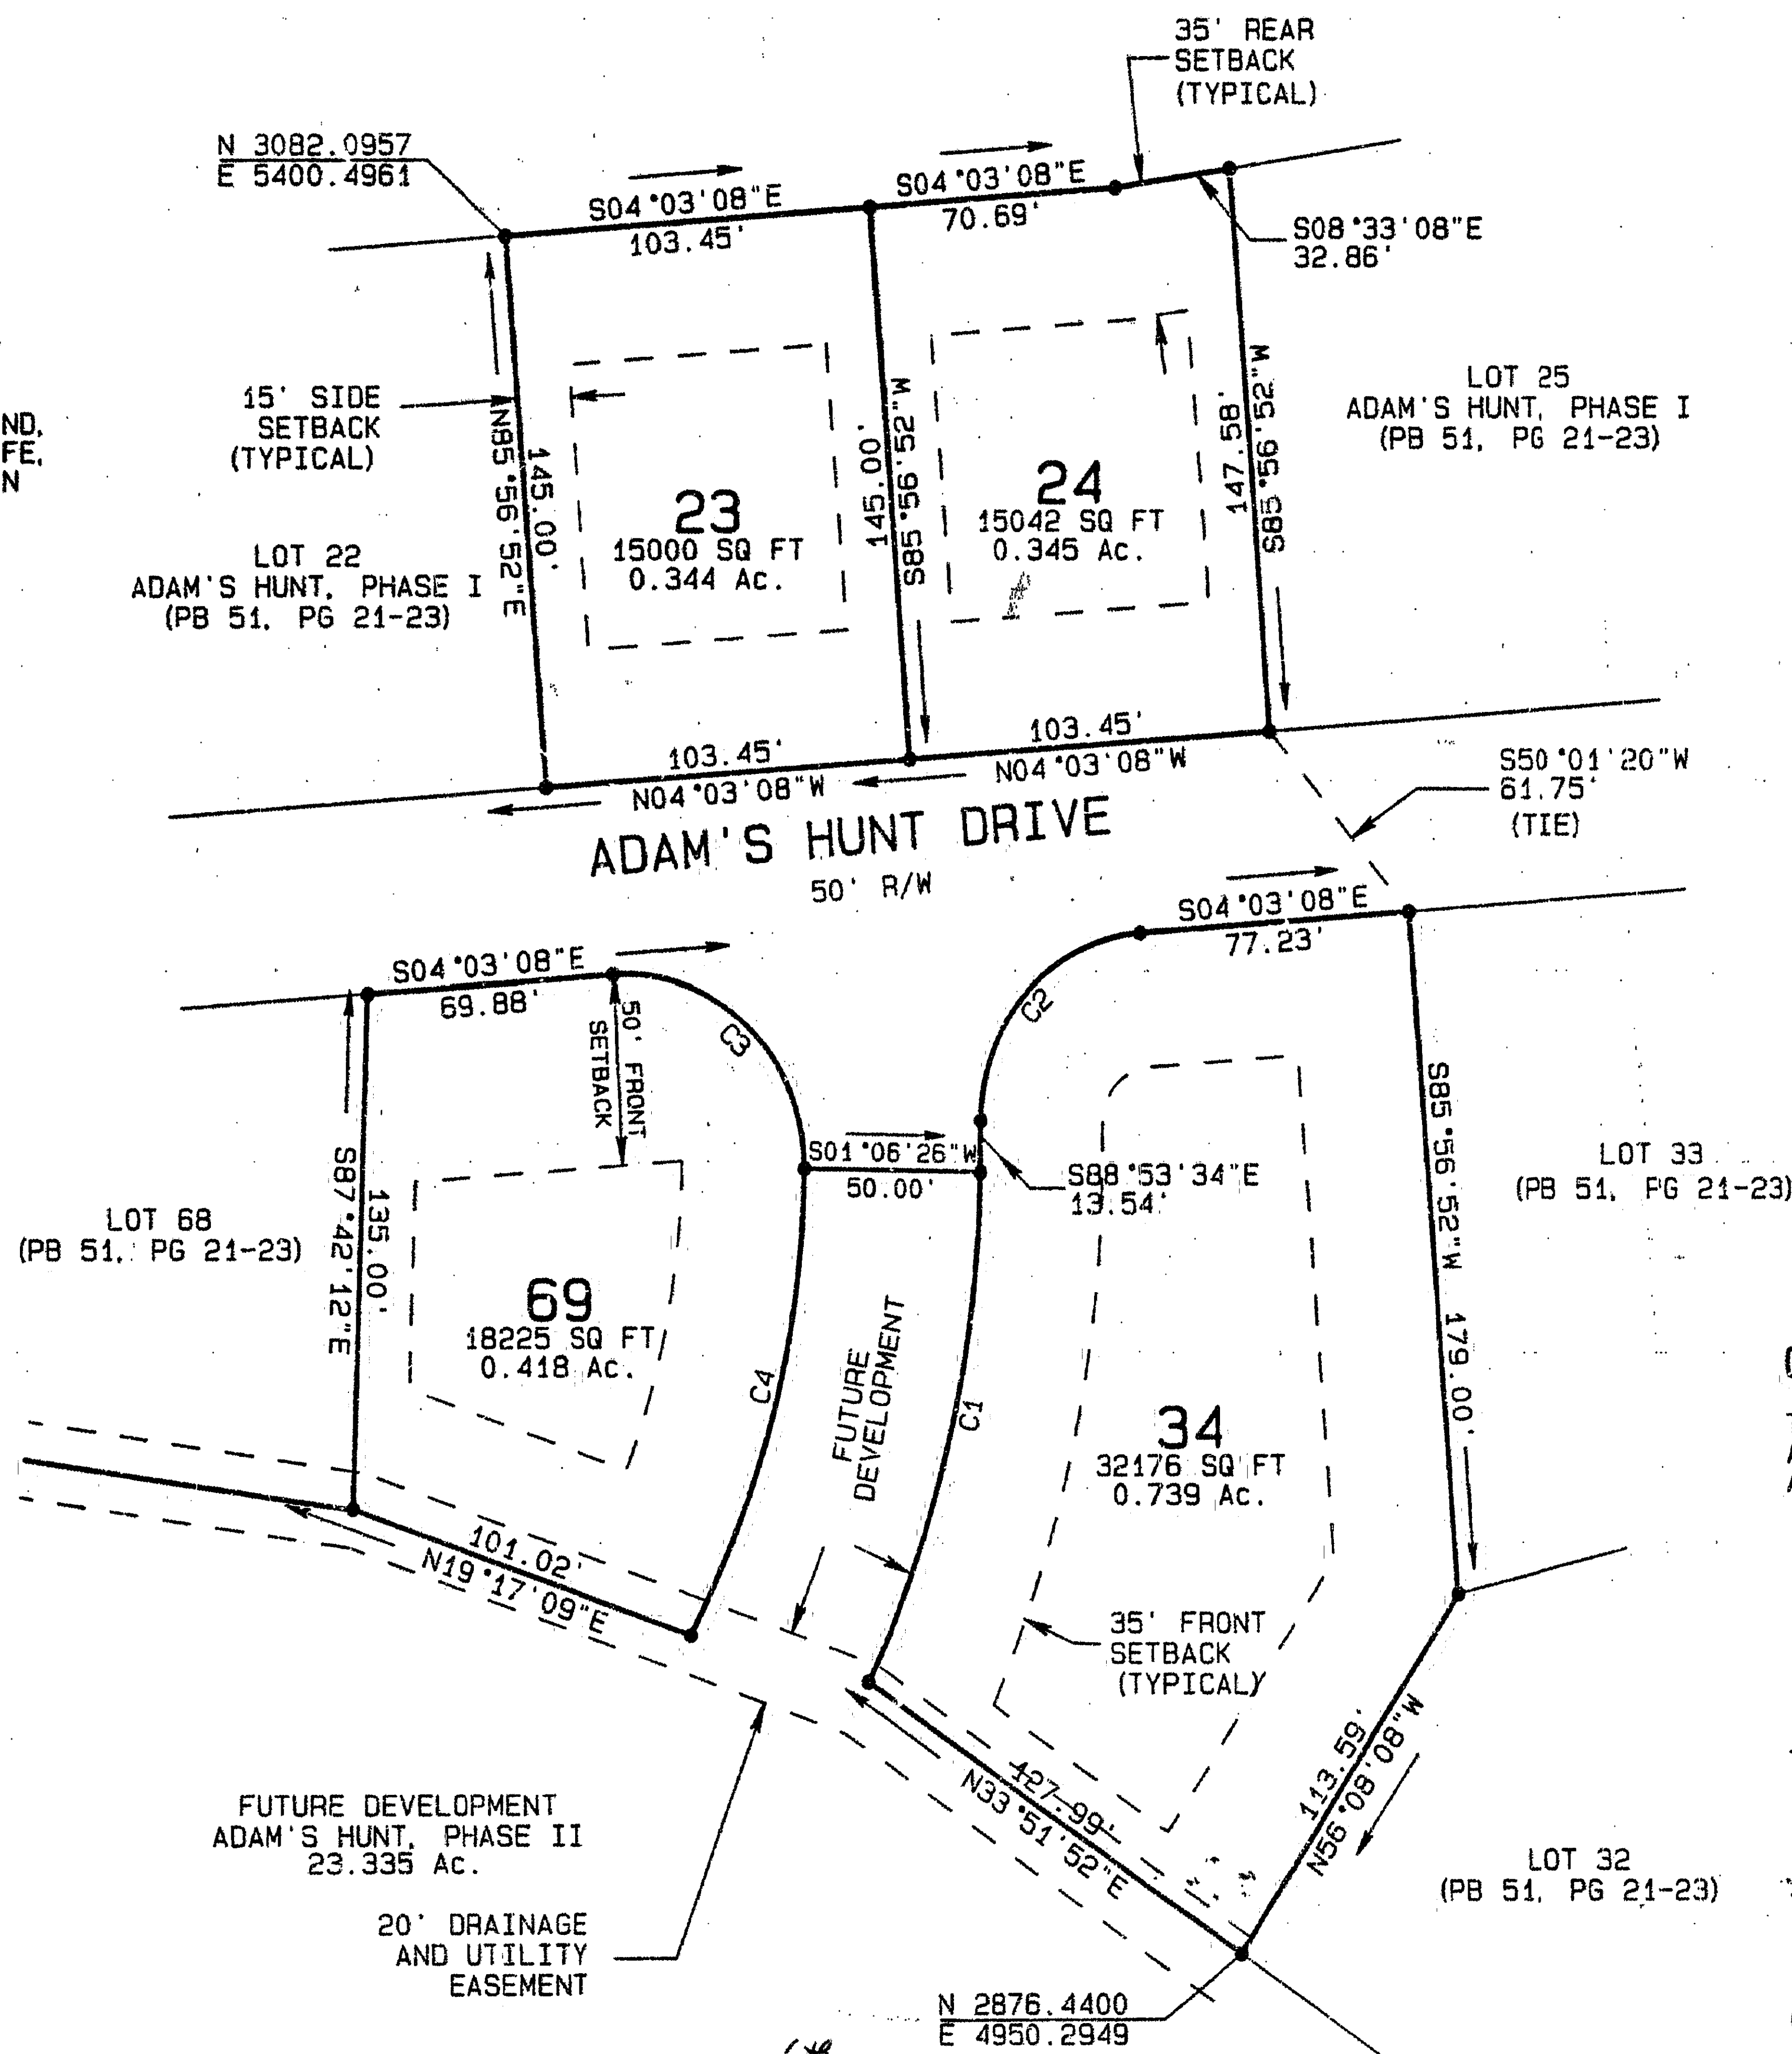 35' REAR
SETBACK
(TYPICAL)
N 3082.0957
E 5400.4961
S04°03'08"E
103.45'
S04°03'08"E
70.69'
S08°33'08"E
32.86'
ND,
FE,
N
15' SIDE
SETBACK
(TYPICAL)
N85°56'52"E
145.00'
145.00'
S85°56'52"W
147.58'
S85°56'52"W
23
15000 SQ FT
0.344 Ac.
24
15042 SQ FT
0.345 Ac.
LOT 25
ADAM'S HUNT, PHASE I
(PB 51, PG 21-23)
LOT 22
ADAM'S HUNT, PHASE I
(PB 51, PG 21-23)
103.45'
N04°03'08"W
103.45'
N04°03'08"W
S50°01'20"W
61.75'
(TIE)
ADAM'S HUNT DRIVE
50' R/W
S04°03'08"E
69.88'
S04°03'08"E
77.23'
50' FRONT
SETBACK
C3
C2
S01°06'26"W
50.00'
S88°53'34"E
13.54'
S85°56'52"W 179.00'
LOT 33
(PB 51, PG 21-23)
LOT 68
(PB 51, PG 21-23)
135.00'
S87°42'12"E
69
18225 SQ FT
0.418 Ac.
C4
FUTURE
DEVELOPMENT
C1
34
32176 SQ FT
0.739 Ac.
101.02'
N19°17'09"E
35' FRONT
SETBACK
(TYPICAL)
127.99'
N33°51'52"E
113.59'
N56°08'08"W
FUTURE DEVELOPMENT
ADAM'S HUNT, PHASE II
23.335 Ac.
LOT 32
(PB 51, PG 21-23)
20' DRAINAGE
AND UTILITY
EASEMENT
N 2876.4400
E 4950.2949